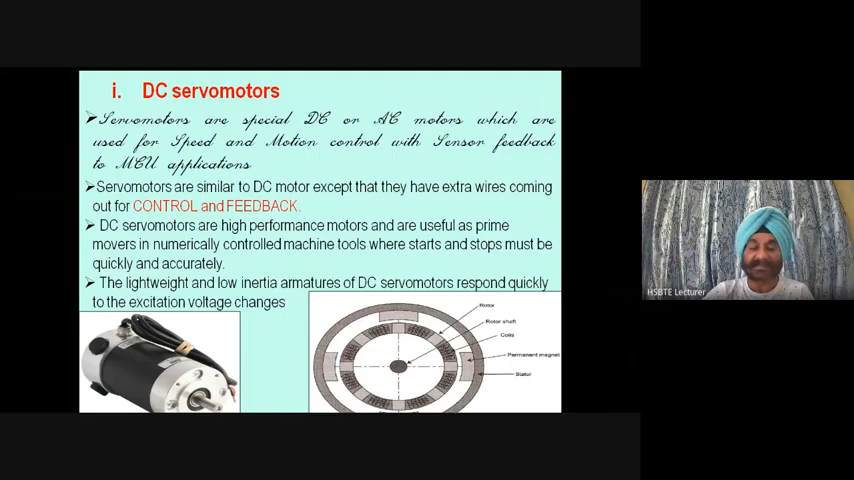 i. DC servomotors
➢Servomotors are special DC or AC motors which are
used for Speed and Motion control with Sensor feedback
to MCU applications
➢Servomotors are similar to DC motor except that they have extra wires coming
out for CONTROL and FEEDBACK.
➢ DC servomotors are high performance motors and are useful as prime
movers in numerically controlled machine tools where starts and stops must be
quickly and accurately.
➢ The lightweight and low inertia armatures of DC servomotors respond quickly
to the excitation voltage changes
Rotor
Rotor shaft
Coils
Permanent magnet
Stator
HSBTE Lecturer